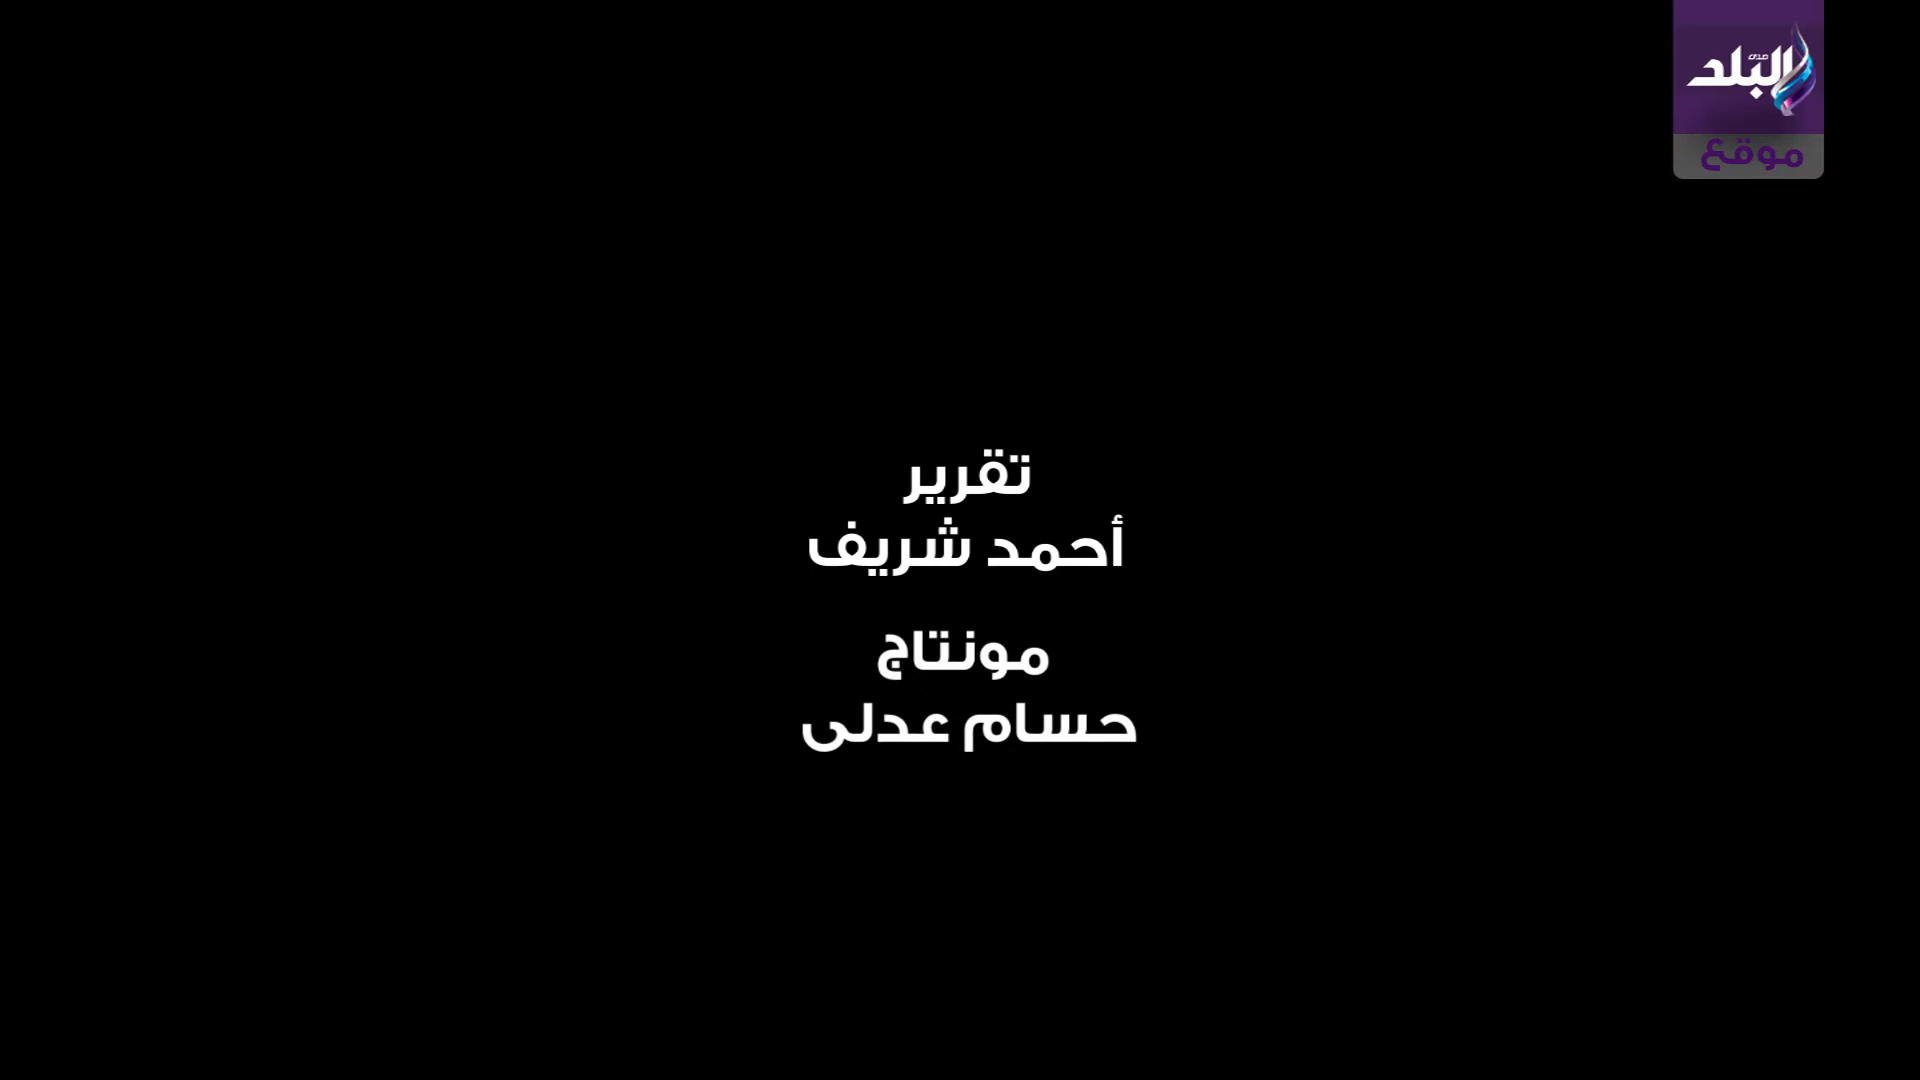 صدى
البلد
موقع
تقرير
أحمد شريف
مونتاج
حسام عدلى